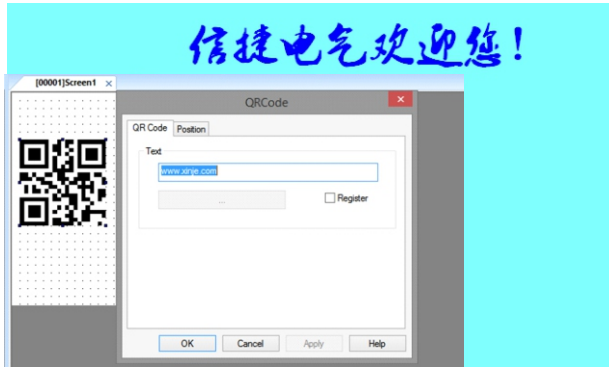 信捷电气欢迎您!
[00001]Screen1
QRCode
QR Code Position
Text
www.xinje.com
...
Register
OK Cancel Apply Help